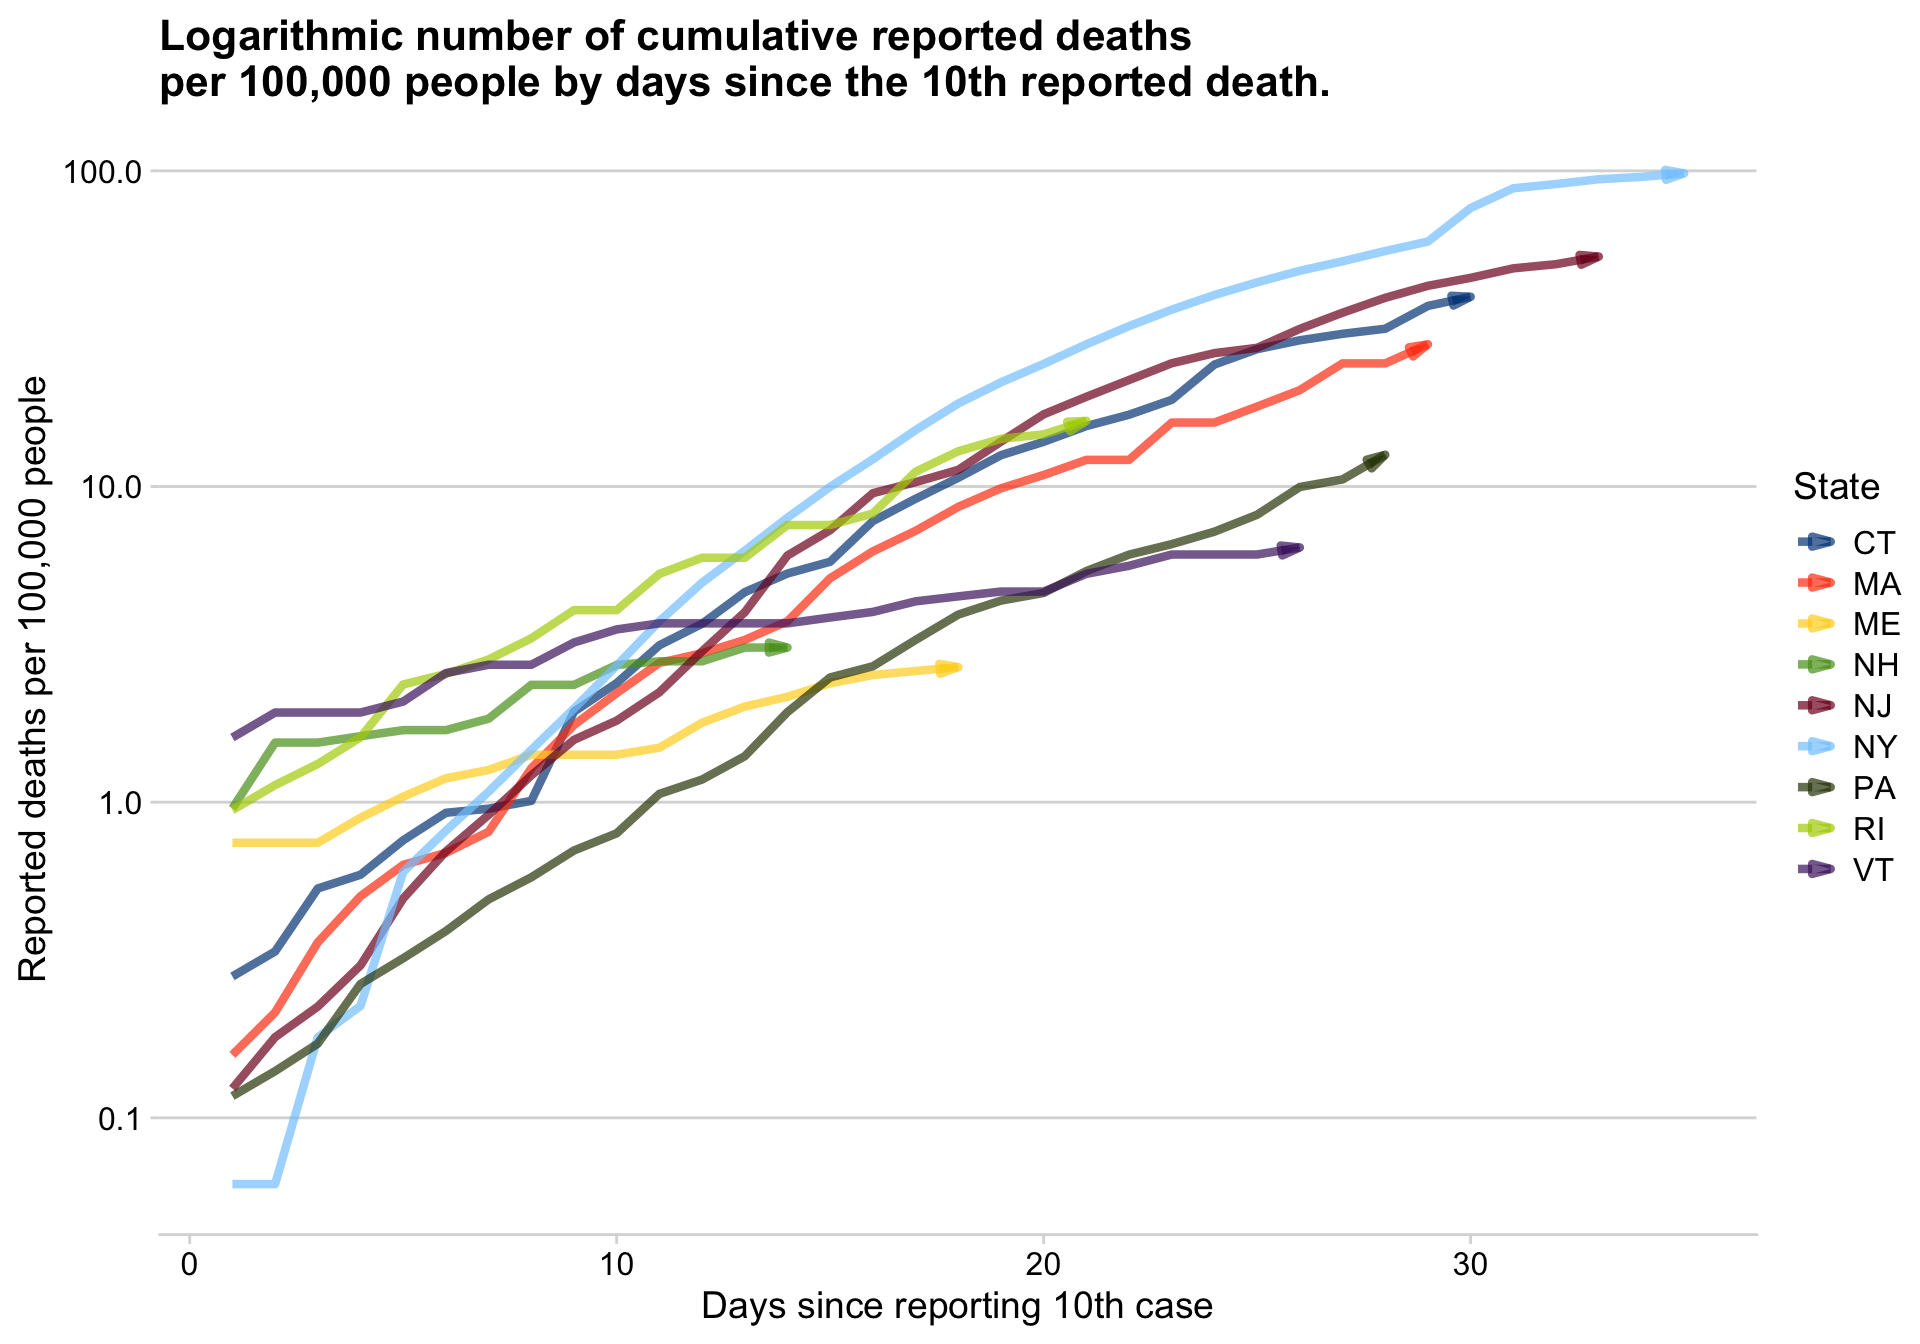 Logarithmic number of cumulative reported deaths
per 100,000 people by days since the 10th reported death.
Reported deaths per 100,000 people
100.0
10.0
1.0
0.1
0
10
20
30
Days since reporting 10th case
State
CT
MA
ME
NH
NJ
NY
PA
RI
VT